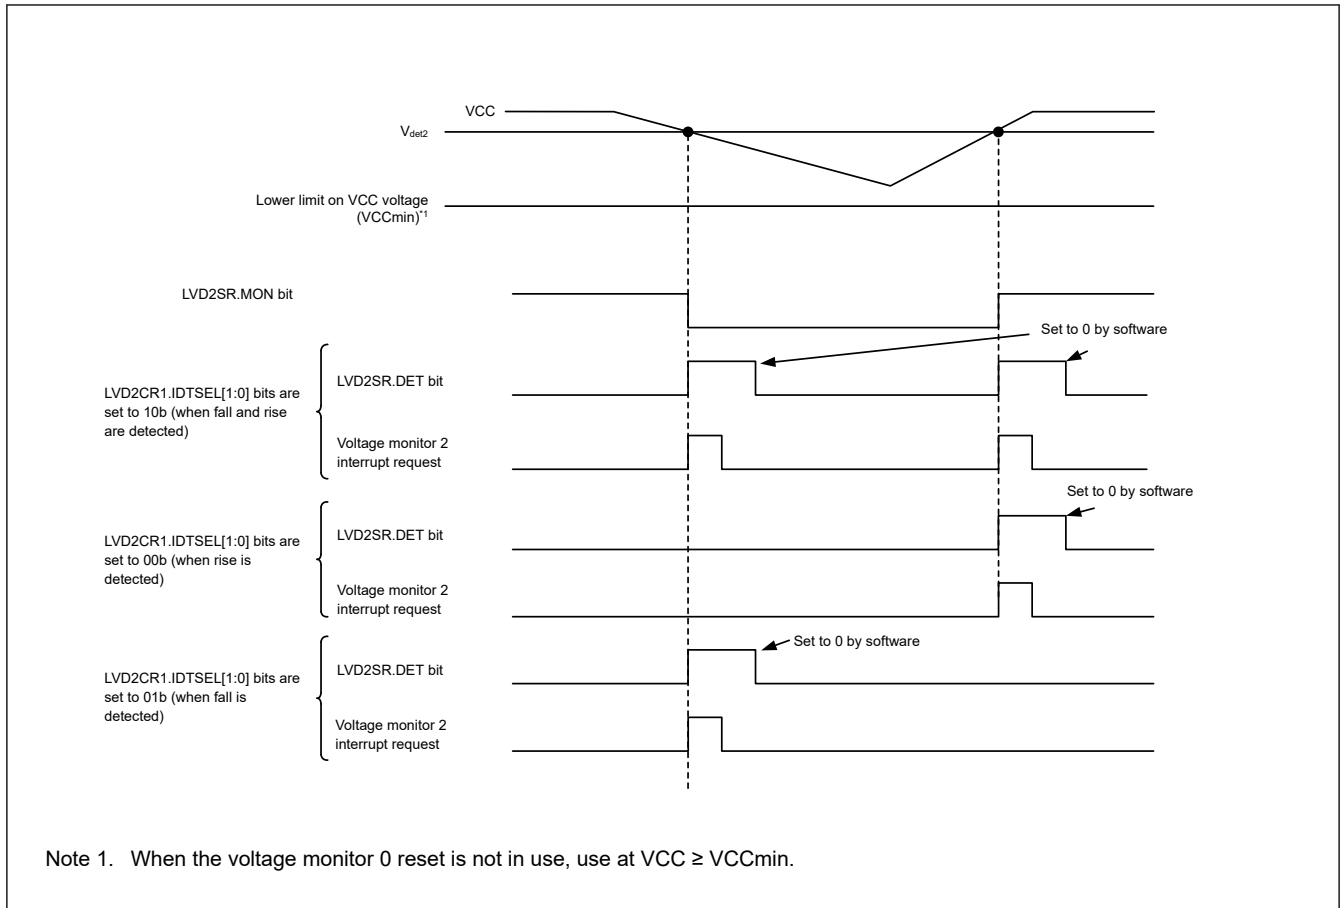 VCC
Vdet2
Lower limit on VCC voltage
(VCCmin)*1
LVD2SR.MON bit
Set to 0 by software
LVD2CR1.IDTSEL[1:0] bits are
set to 10b (when fall and rise
are detected)
LVD2SR.DET bit
Voltage monitor 2
interrupt request
Set to 0 by software
LVD2CR1.IDTSEL[1:0] bits are
set to 00b (when rise is
detected)
LVD2SR.DET bit
Voltage monitor 2
interrupt request
Set to 0 by software
LVD2CR1.IDTSEL[1:0] bits are
set to 01b (when fall is
detected)
LVD2SR.DET bit
Voltage monitor 2
interrupt request
Note 1. When the voltage monitor 0 reset is not in use, use at VCC ≥ VCCmin.